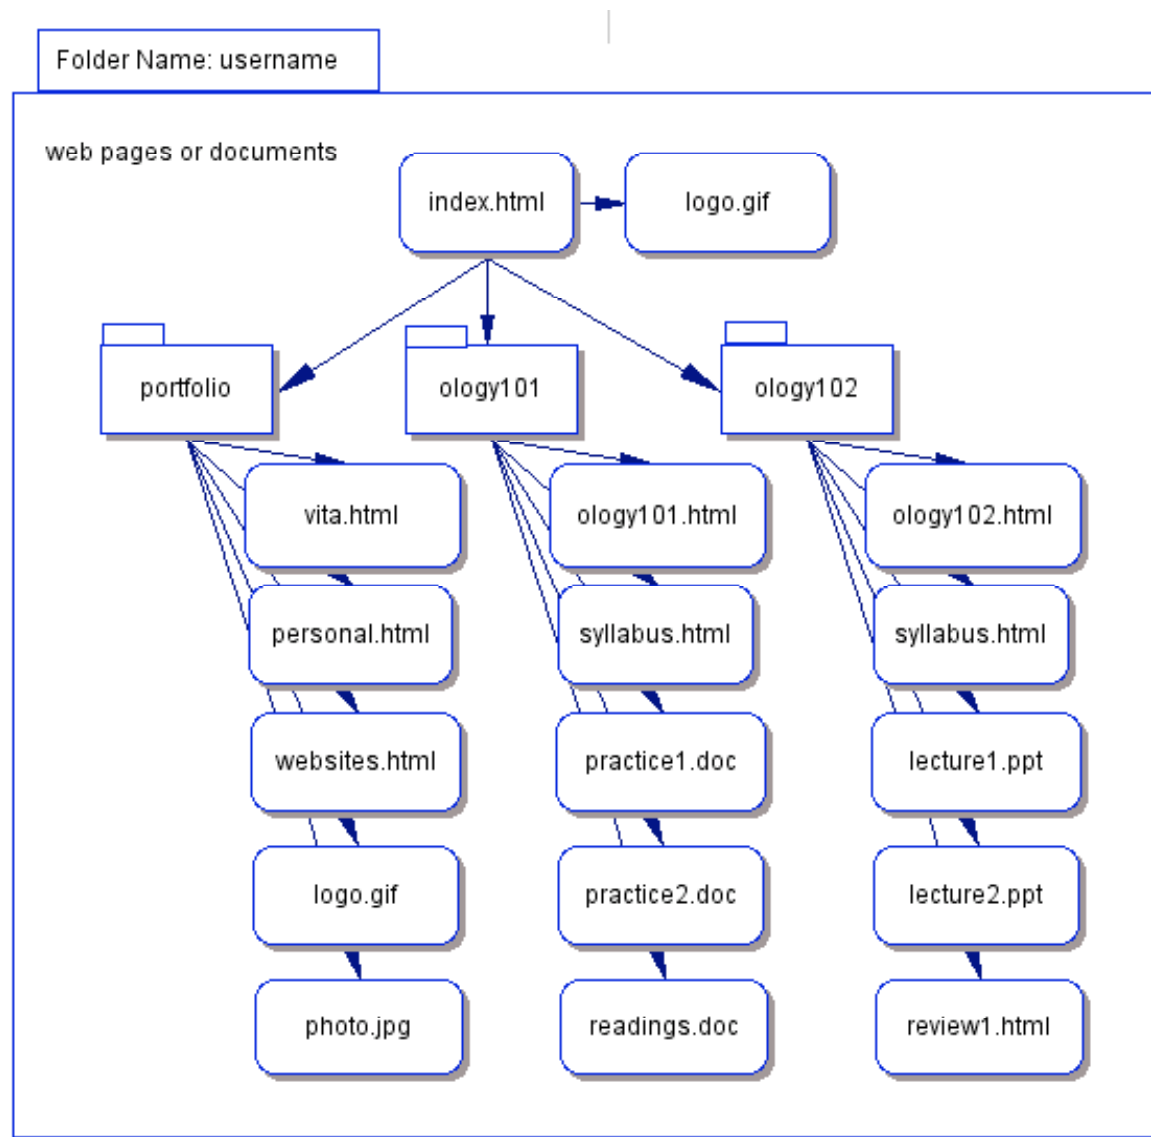 Folder Name: username
web pages or documents
index.html
logo.gif
portfolio
ology101
ology102
vita.html
ology101.html
ology102.html
personal.html
syllabus.html
syllabus.html
websites.html
practice1.doc
lecture1.ppt
logo.gif
practice2.doc
lecture2.ppt
photo.jpg
readings.doc
review1.html